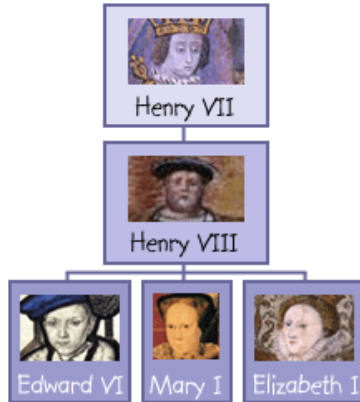 Henry VII
Henry VIII
Edward VI
Mary I
Elizabeth I